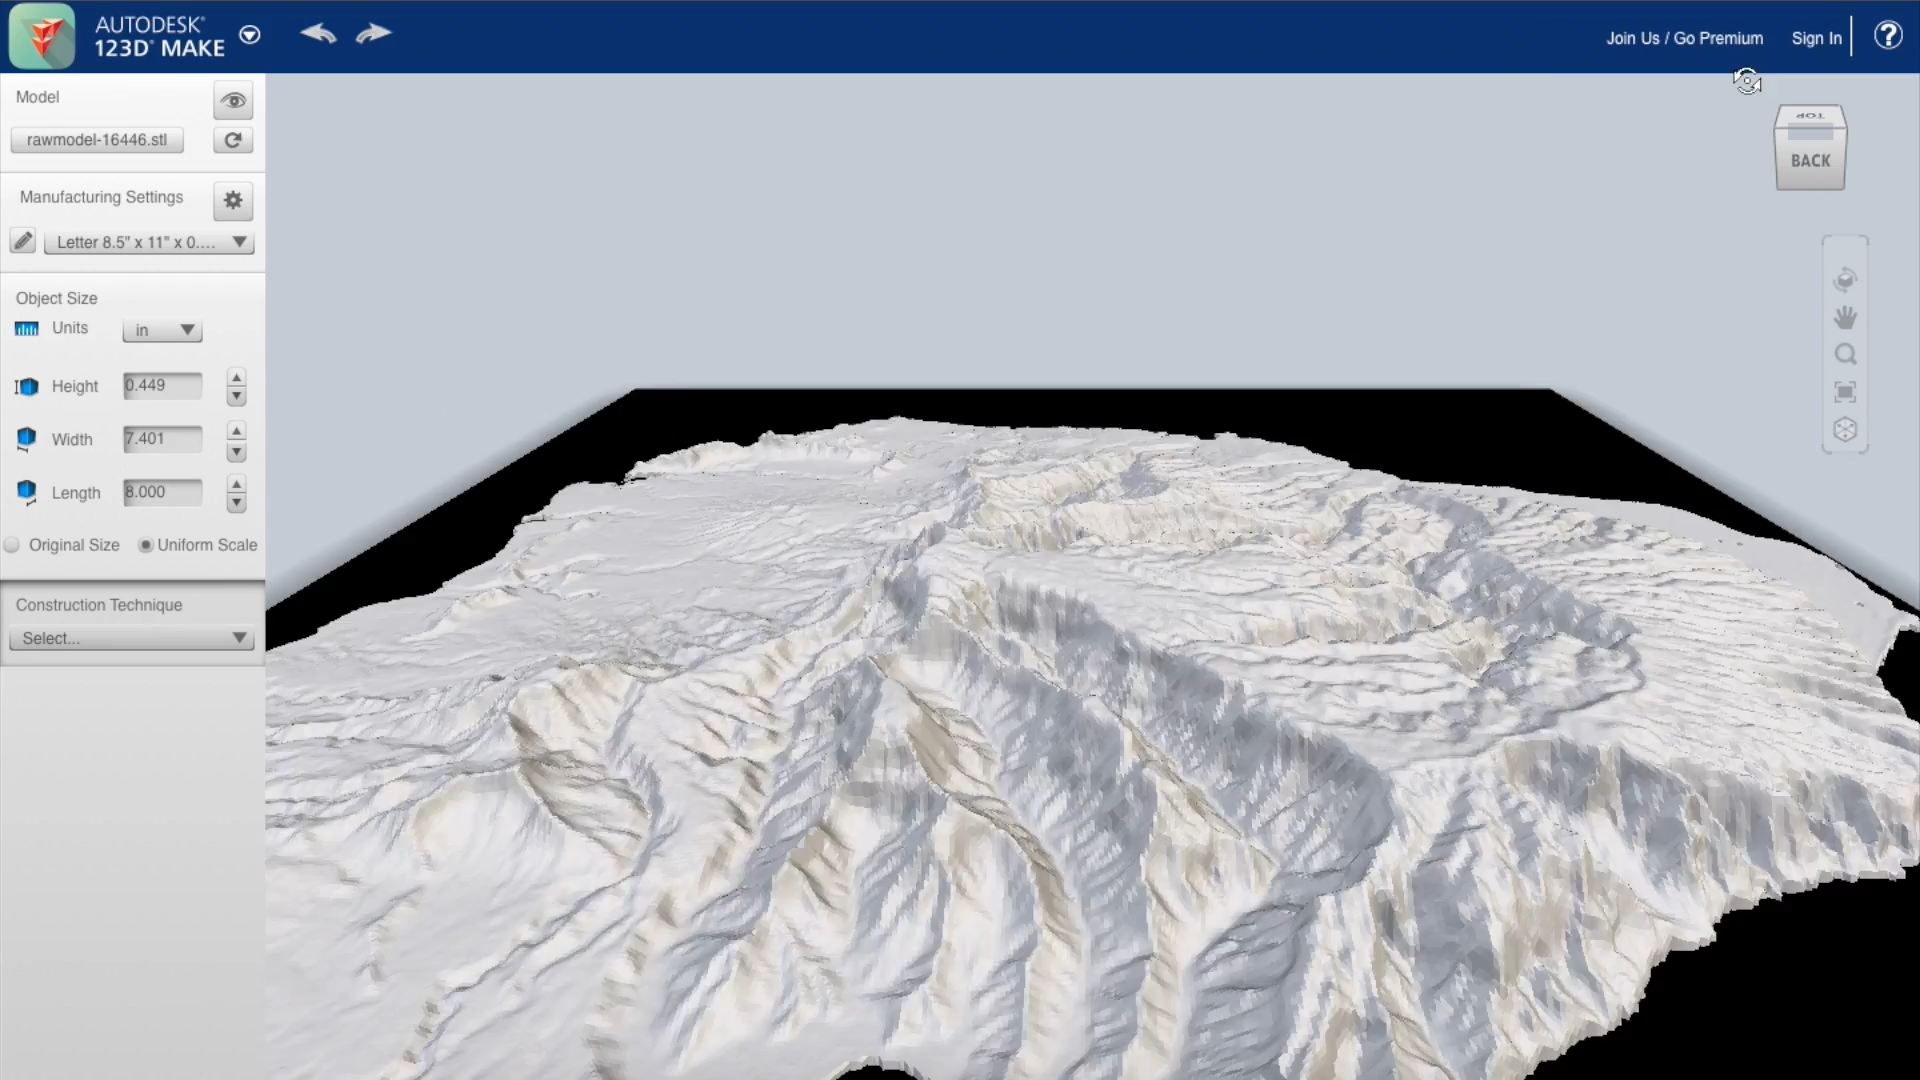 AUTODESK®
123D® MAKE
Join Us / Go Premium
Sign In
?
Model
rawmodel-16446.stl
Manufacturing Settings
Letter 8.5" x 11" x 0....
Object Size
Units
in
Height
0.449
Width
7.401
Length
8.000
Original Size
Uniform Scale
Construction Technique
Select...
TOP
BACK